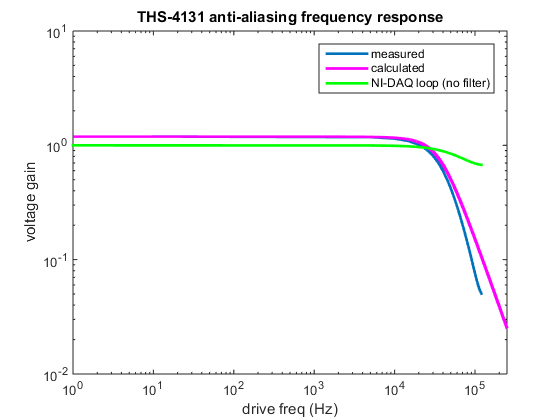 THS-4131 anti-aliasing frequency response
10^1
measured
calculated
NI-DAQ loop (no filter)
10^0
voltage gain
10^-1
10^-2
10^0 10^1 10^2 10^3 10^4 10^5
drive freq (Hz)